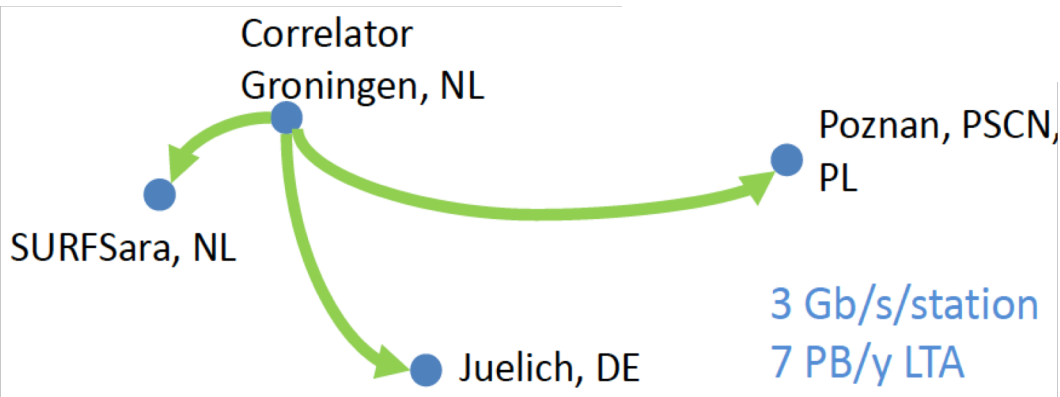 Correlator
Groningen, NL
Poznan, PSCN,
PL
SURFSara, NL
3 Gb/s/station
Juelich, DE
7 PB/y LTA